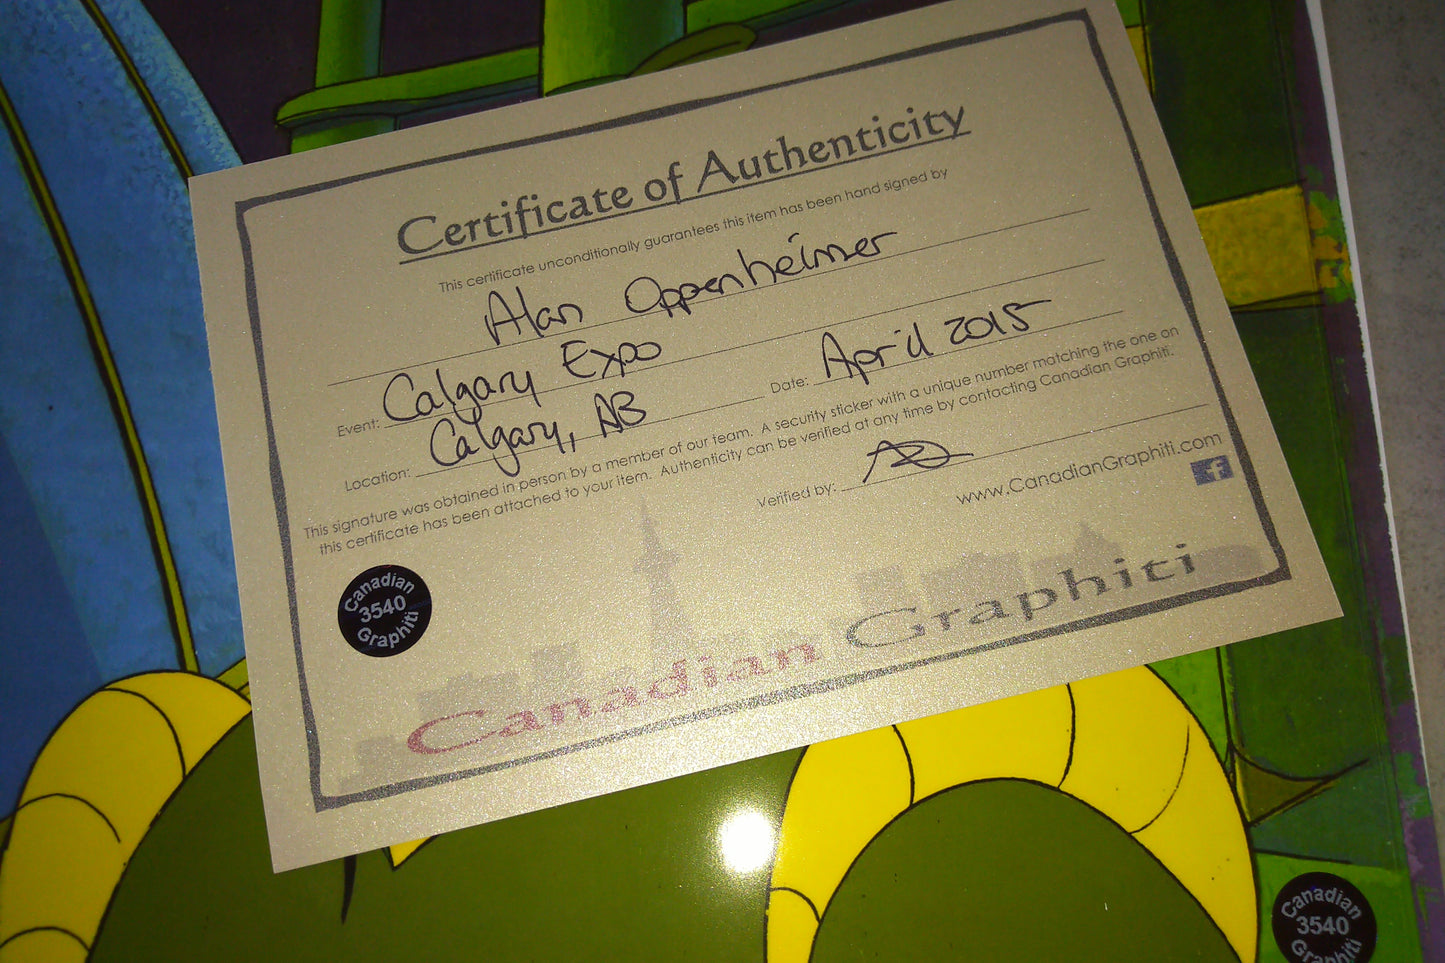 Certificate of Authenticity
This certificate unconditionally guarantees this item has been hand signed by
Alan Oppenheimer
Event: Calgary Expo
Location: Calgary, AB
Date: April 2015
This signature was obtained in person by a member of our team. A security sticker with a unique number matching the one on
this certificate has been attached to your item. Authenticity can be verified at any time by contacting Canadian Graphiti.
Verified by:
www.CanadianGraphiti.com
f
Canadian
3540
Graphiti
Canadian Graphiti
Canadian
3540
Graphiti